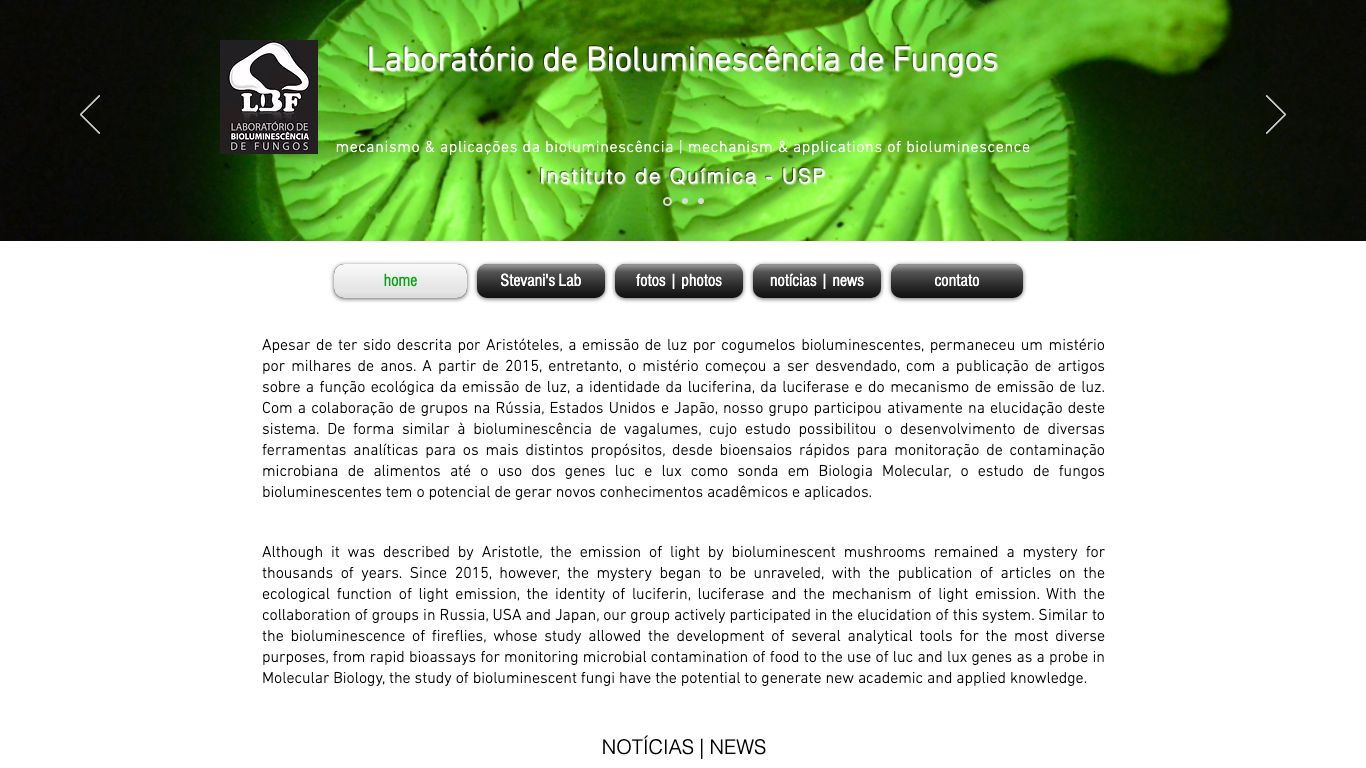 Laboratório de Bioluminescência de Fungos
LBF
LABORATÓRIO DE
BIOLUMINESCÊNCIA
DE FUNGOS
mecanismo & aplicações da bioluminescência | mechanism & applications of bioluminescence
Instituto de Química - USP
home
Stevani's Lab
fotos | photos
notícias | news
contato
Apesar de ter sido descrita por Aristóteles, a emissão de luz por cogumelos bioluminescentes, permaneceu um mistério
por milhares de anos. A partir de 2015, entretanto, o mistério começou a ser desvendado, com a publicação de artigos
sobre a função ecológica da emissão de luz, a identidade da luciferina, da luciferase e do mecanismo de emissão de luz.
Com a colaboração de grupos na Rússia, Estados Unidos e Japão, nosso grupo participou ativamente na elucidação deste
sistema. De forma similar à bioluminescência de vagalumes, cujo estudo possibilitou o desenvolvimento de diversas
ferramentas analíticas para os mais distintos propósitos, desde bioensaios rápidos para monitoração de contaminação
microbiana de alimentos até o uso dos genes luc e lux como sonda em Biologia Molecular, o estudo de fungos
bioluminescentes tem o potencial de gerar novos conhecimentos acadêmicos e aplicados.
Although it was described by Aristotle, the emission of light by bioluminescent mushrooms remained a mystery for
thousands of years. Since 2015, however, the mystery began to be unraveled, with the publication of articles on the
ecological function of light emission, the identity of luciferin, luciferase and the mechanism of light emission. With the
collaboration of groups in Russia, USA and Japan, our group actively participated in the elucidation of this system. Similar to
the bioluminescence of fireflies, whose study allowed the development of several analytical tools for the most diverse
purposes, from rapid bioassays for monitoring microbial contamination of food to the use of luc and lux genes as a probe in
Molecular Biology, the study of bioluminescent fungi have the potential to generate new academic and applied knowledge.
NOTÍCIAS | NEWS